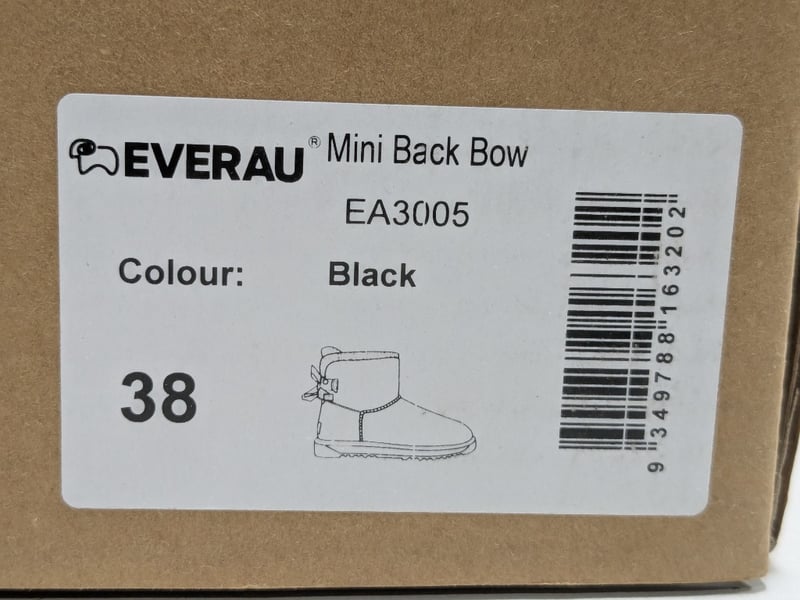 EVERAU® Mini Back Bow
EA3005
Colour: Black
38
9 349788 163202